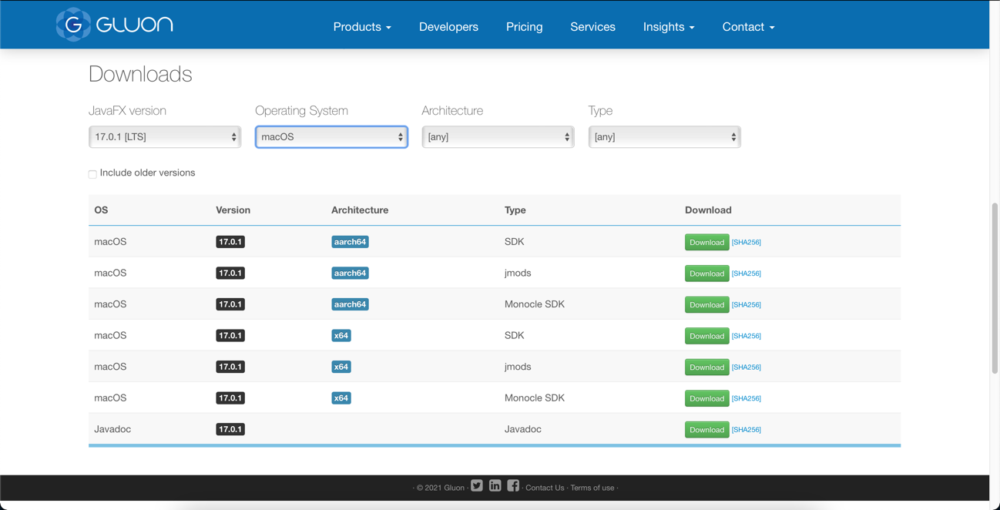 G GLUON Products Developers Pricing Services Insights Contact
Downloads
JavaFX version Operating System Architecture Type
17.0.1 [LTS] macOS [any] [any]
Include older versions
OS Version Architecture Type Download
macOS 17.0.1 aarch64 SDK Download [SHA256]
macOS 17.0.1 aarch64 jmods Download [SHA256]
macOS 17.0.1 aarch64 Monocle SDK Download [SHA256]
macOS 17.0.1 x64 SDK Download [SHA256]
macOS 17.0.1 x64 jmods Download [SHA256]
macOS 17.0.1 x64 Monocle SDK Download [SHA256]
Javadoc 17.0.1 Javadoc Download [SHA256]
· © 2021 Gluon · · Contact Us · Terms of use ·